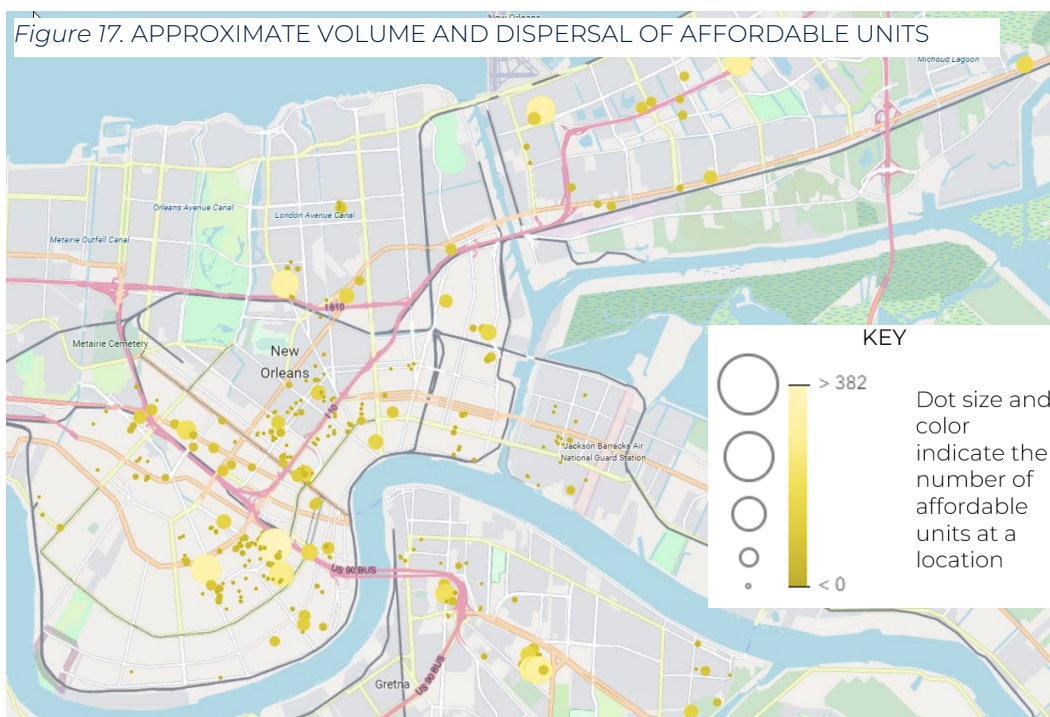 New Orleans
Figure 17. APPROXIMATE VOLUME AND DISPERSAL OF AFFORDABLE UNITS
Michoud Lagoon
Orleans Avenue Canal
London Avenue Canal
Metairie Outfall Canal
I 610
Metairie Cemetery
New
Orleans
I 10
Jackson Barracks Air
National Guard Station
US 90 BUS
Gretna
US 90 BUS
KEY
> 382
< 0
Dot size and
color
indicate the
number of
affordable
units at a
location